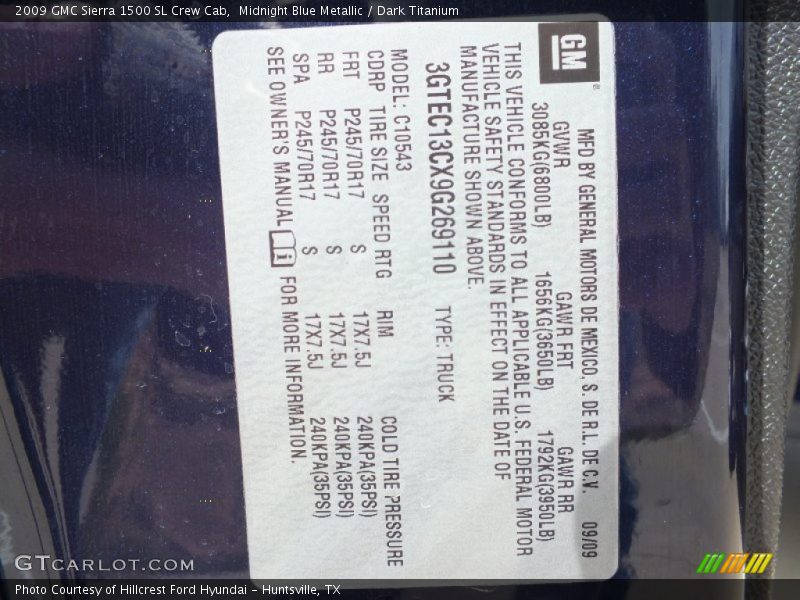 2009 GMC Sierra 1500 SL Crew Cab,  Midnight Blue Metallic / Dark Titanium
GM
®
MFD BY GENERAL MOTORS DE MEXICO, S. DE R.L. DE C.V. 09/09
GVWR GAWR FRT GAWR RR
3085KG(6800LB) 1656KG(3650LB) 1792KG(3950LB)
THIS VEHICLE CONFORMS TO ALL APPLICABLE U.S. FEDERAL MOTOR
VEHICLE SAFETY STANDARDS IN EFFECT ON THE DATE OF
MANUFACTURE SHOWN ABOVE.
3GTEC13CX9G269110 TYPE: TRUCK
MODEL: C10543
CDRP TIRE SIZE SPEED RTG RIM COLD TIRE PRESSURE
FRT P245/70R17 S 17X7.5J 240KPA(35PSI)
RR P245/70R17 S 17X7.5J 240KPA(35PSI)
SPA P245/70R17 S 17X7.5J 240KPA(35PSI)
SEE OWNER'S MANUAL i FOR MORE INFORMATION.
GTcarlot.com
Photo Courtesy of Hillcrest Ford Hyundai – Huntsville, TX